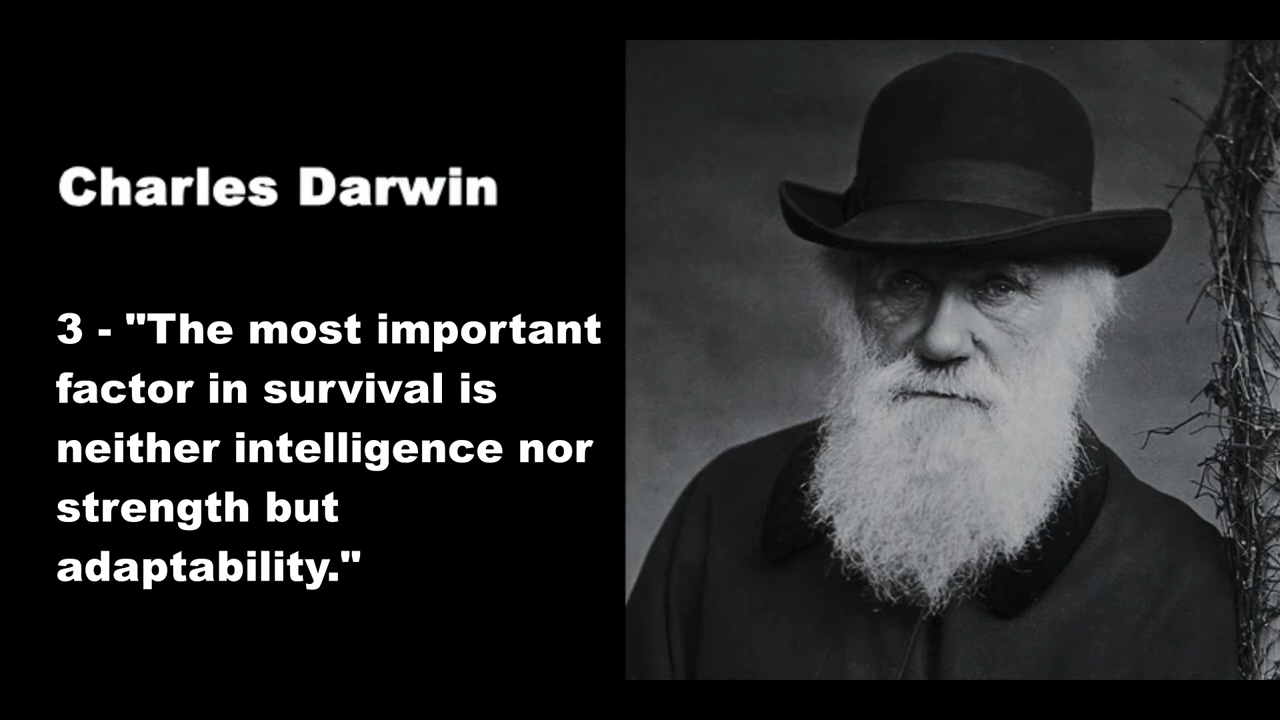 Charles Darwin
3 - "The most important
factor in survival is
neither intelligence nor
strength but
adaptability."